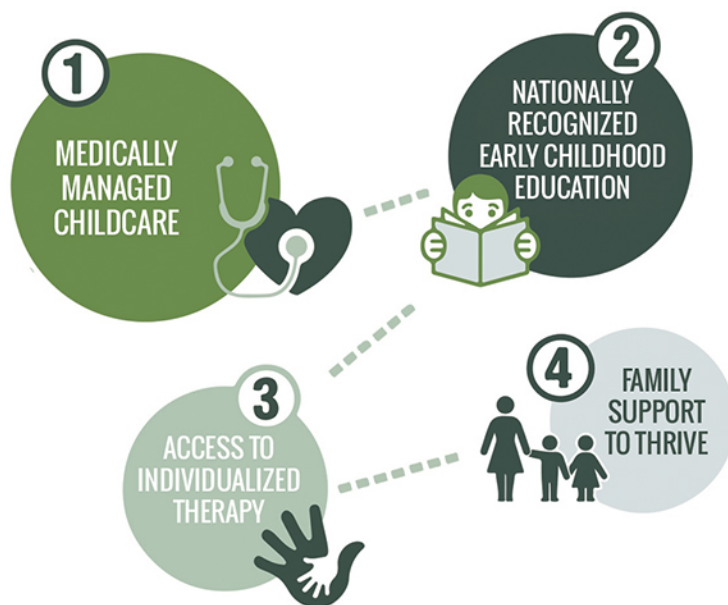 1
MEDICALLY
MANAGED
CHILDCARE
2
NATIONALLY
RECOGNIZED
EARLY CHILDHOOD
EDUCATION
3
ACCESS TO
INDIVIDUALIZED
THERAPY
4
FAMILY
SUPPORT
TO THRIVE